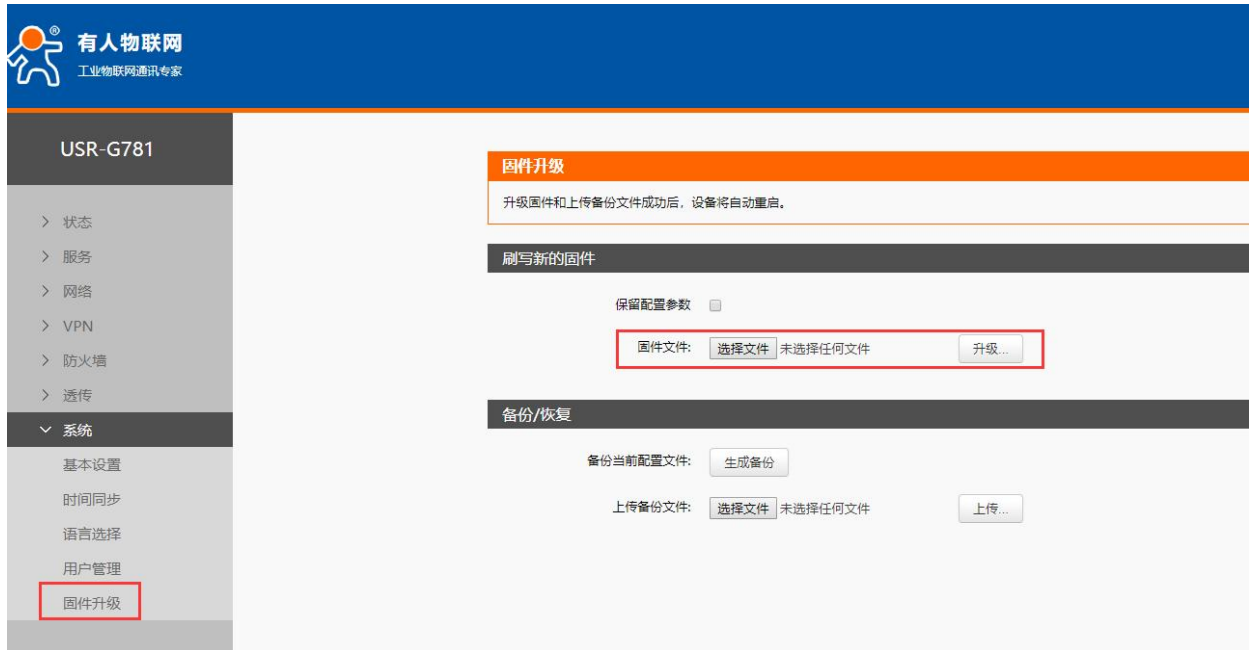 有人物联网
工业物联网通讯专家
USR-G781
状态
服务
网络
VPN
防火墙
透传
系统
基本设置
时间同步
语言选择
用户管理
固件升级
固件升级
升级固件和上传备份文件成功后，设备将自动重启。
刷写新的固件
保留配置参数
固件文件: 选择文件 未选择任何文件 升级...
备份/恢复
备份当前配置文件: 生成备份
上传备份文件: 选择文件 未选择任何文件 上传...